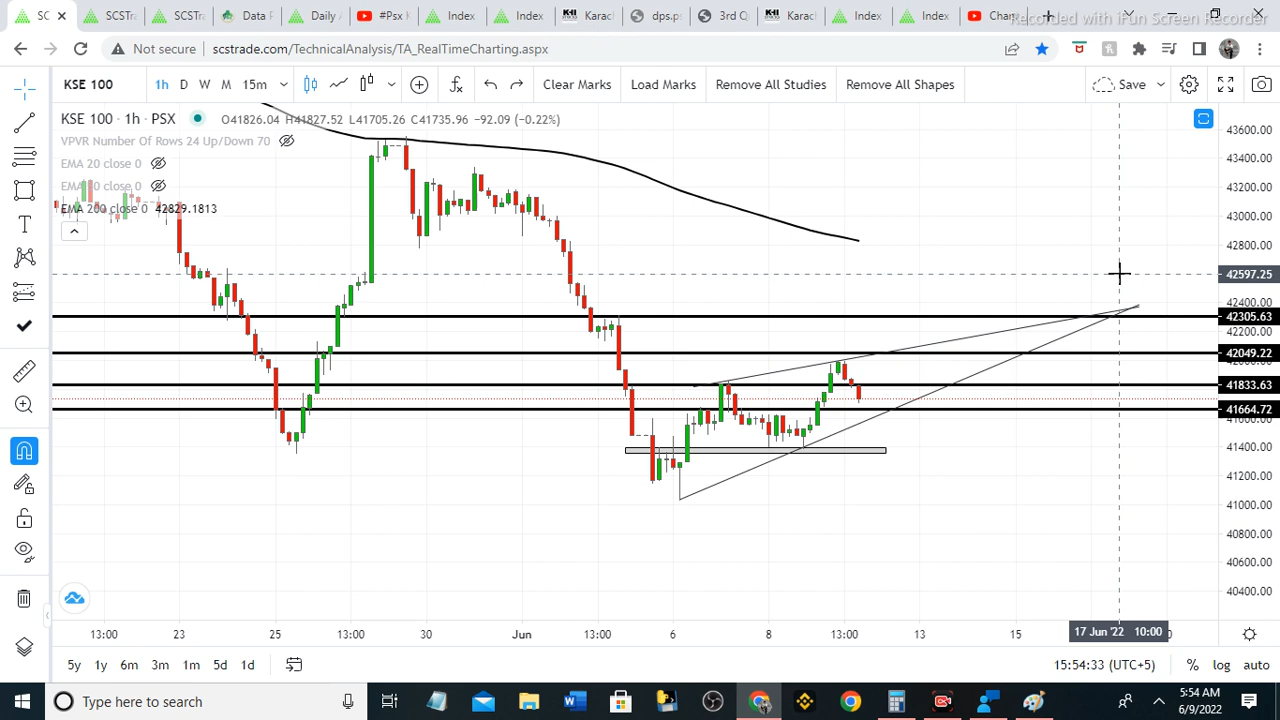 SC
SCSTra
SCSTra
Data P
Daily A
#Psx K
Index
Index
Karacl
dps.ps
3rd Q
Karacl
Index
Index
Cha
Recorded with iFun Screen Recorder
Not secure
scstrade.com/TechnicalAnalysis/TA_RealTimeCharting.aspx
KSE 100 1h D W M 15m Clear Marks Load Marks Remove All Studies Remove All Shapes Save
KSE 100 · 1h · PSX O41826.04 H41827.52 L41705.26 C41735.96 −92.09 (−0.22%)
VPVR Number Of Rows 24 Up/Down 70
EMA 20 close 0
close 0
EMA 200 close 0 42829.1813
43600.00
43400.00
43200.00
43000.00
42800.00
42597.25
42400.00
42305.63
42200.00
42049.22
41833.63
41664.72
41400.00
41200.00
41000.00
40800.00
40600.00
40400.00
13:00 23 25 13:00 30 Jun 13:00 6 8 13:00 13 15 17 Jun '22 10:00
5y 1y 6m 3m 1m 5d 1d 15:54:33 (UTC+5) % log auto
Type here to search
5:54 AM
6/9/2022